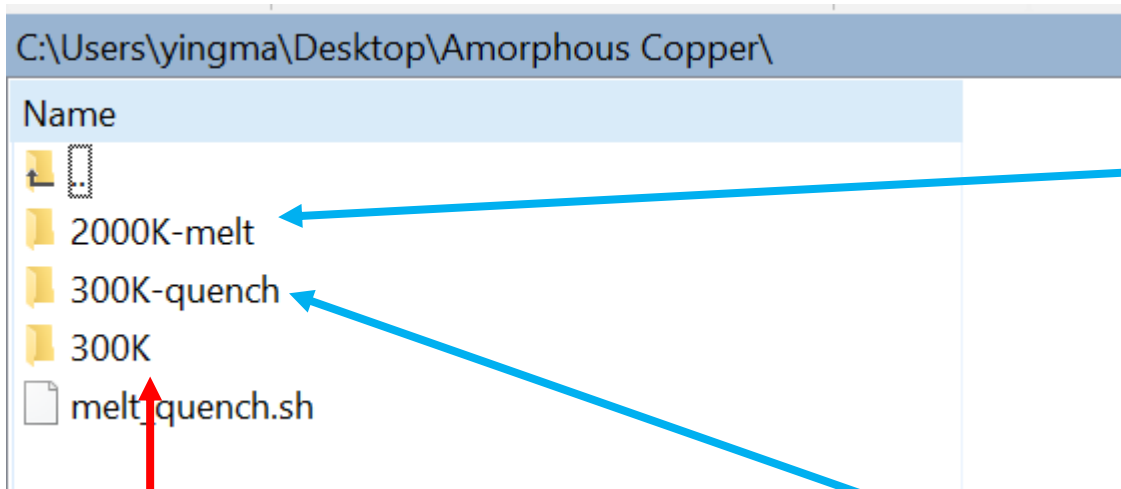 C:\Users\yingma\Desktop\Amorphous Copper\
Name
..
2000K-melt
300K-quench
300K
melt_quench.sh